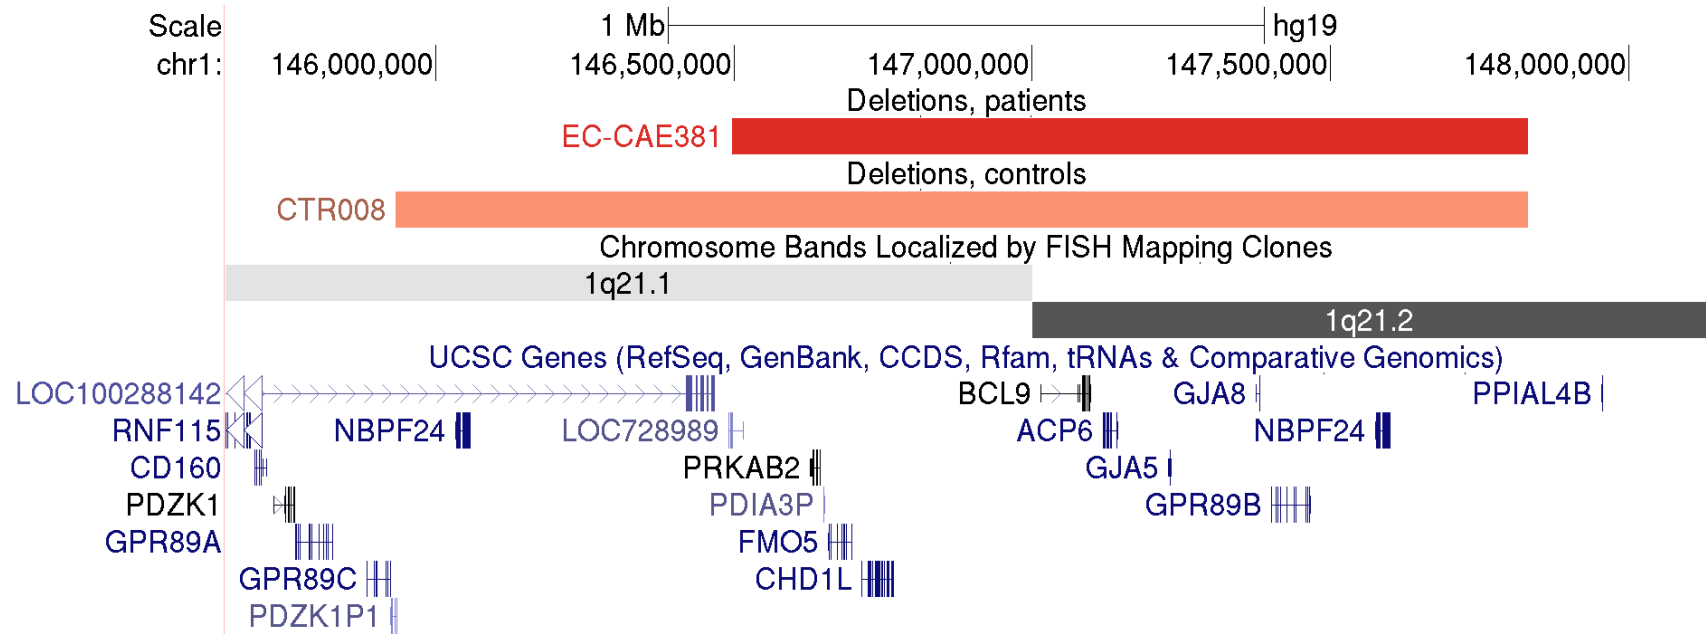 Scale 1 Mb hg19
chr1: 146,000,000 146,500,000 147,000,000 147,500,000 148,000,000
Deletions, patients
EC-CAE381
Deletions, controls
CTR008
Chromosome Bands Localized by FISH Mapping Clones
1q21.1
1q21.2
UCSC Genes (RefSeq, GenBank, CCDS, Rfam, tRNAs & Comparative Genomics)
LOC100288142 BCL9 GJA8 PPIAL4B
RNF115 NBPF24 LOC728989 ACP6 NBPF24
CD160 PRKAB2 GJA5
PDZK1 PDIA3P GPR89B
GPR89A FMO5
GPR89C CHD1L
PDZK1P1